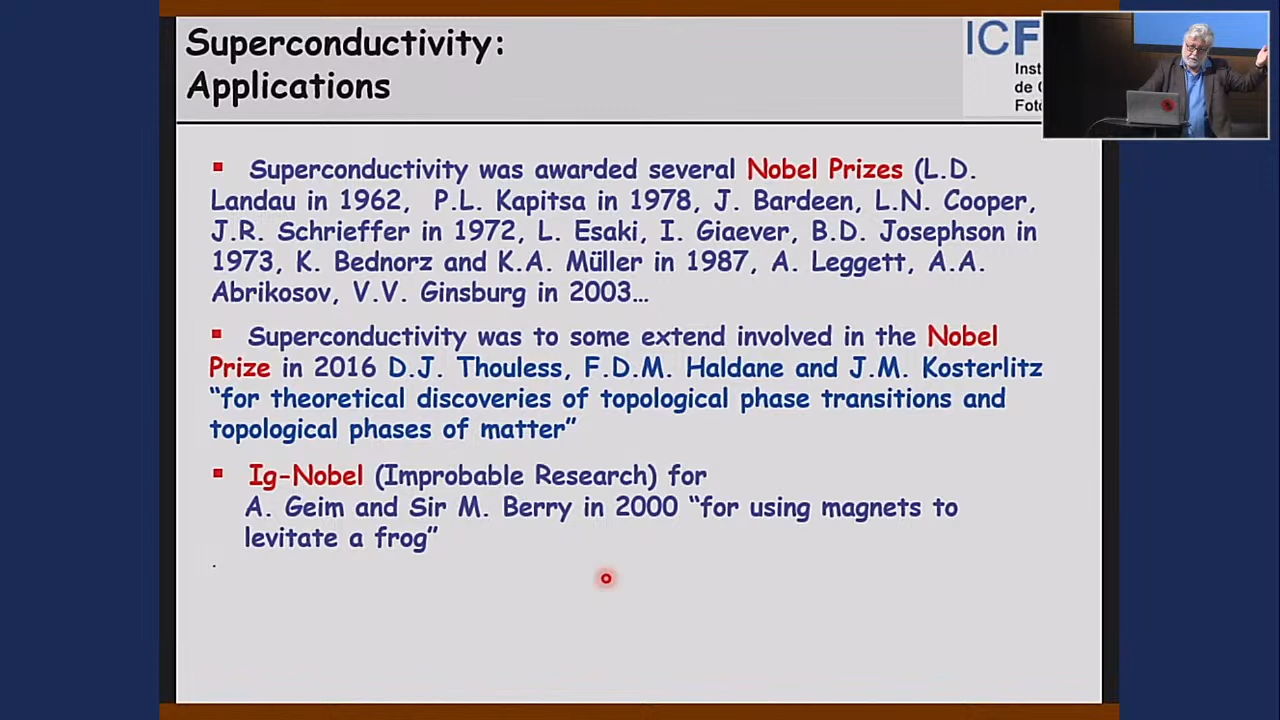 Superconductivity:
Applications
ICF
Inst
de
Fot
▪ Superconductivity was awarded several Nobel Prizes (L.D.
Landau in 1962, P.L. Kapitsa in 1978, J. Bardeen, L.N. Cooper,
J.R. Schrieffer in 1972, L. Esaki, I. Giaever, B.D. Josephson in
1973, K. Bednorz and K.A. Müller in 1987, A. Leggett, A.A.
Abrikosov, V.V. Ginsburg in 2003…
▪ Superconductivity was to some extend involved in the Nobel
Prize in 2016 D.J. Thouless, F.D.M. Haldane and J.M. Kosterlitz
“for theoretical discoveries of topological phase transitions and
topological phases of matter”
▪ Ig-Nobel (Improbable Research) for
A. Geim and Sir M. Berry in 2000 “for using magnets to
levitate a frog”
.